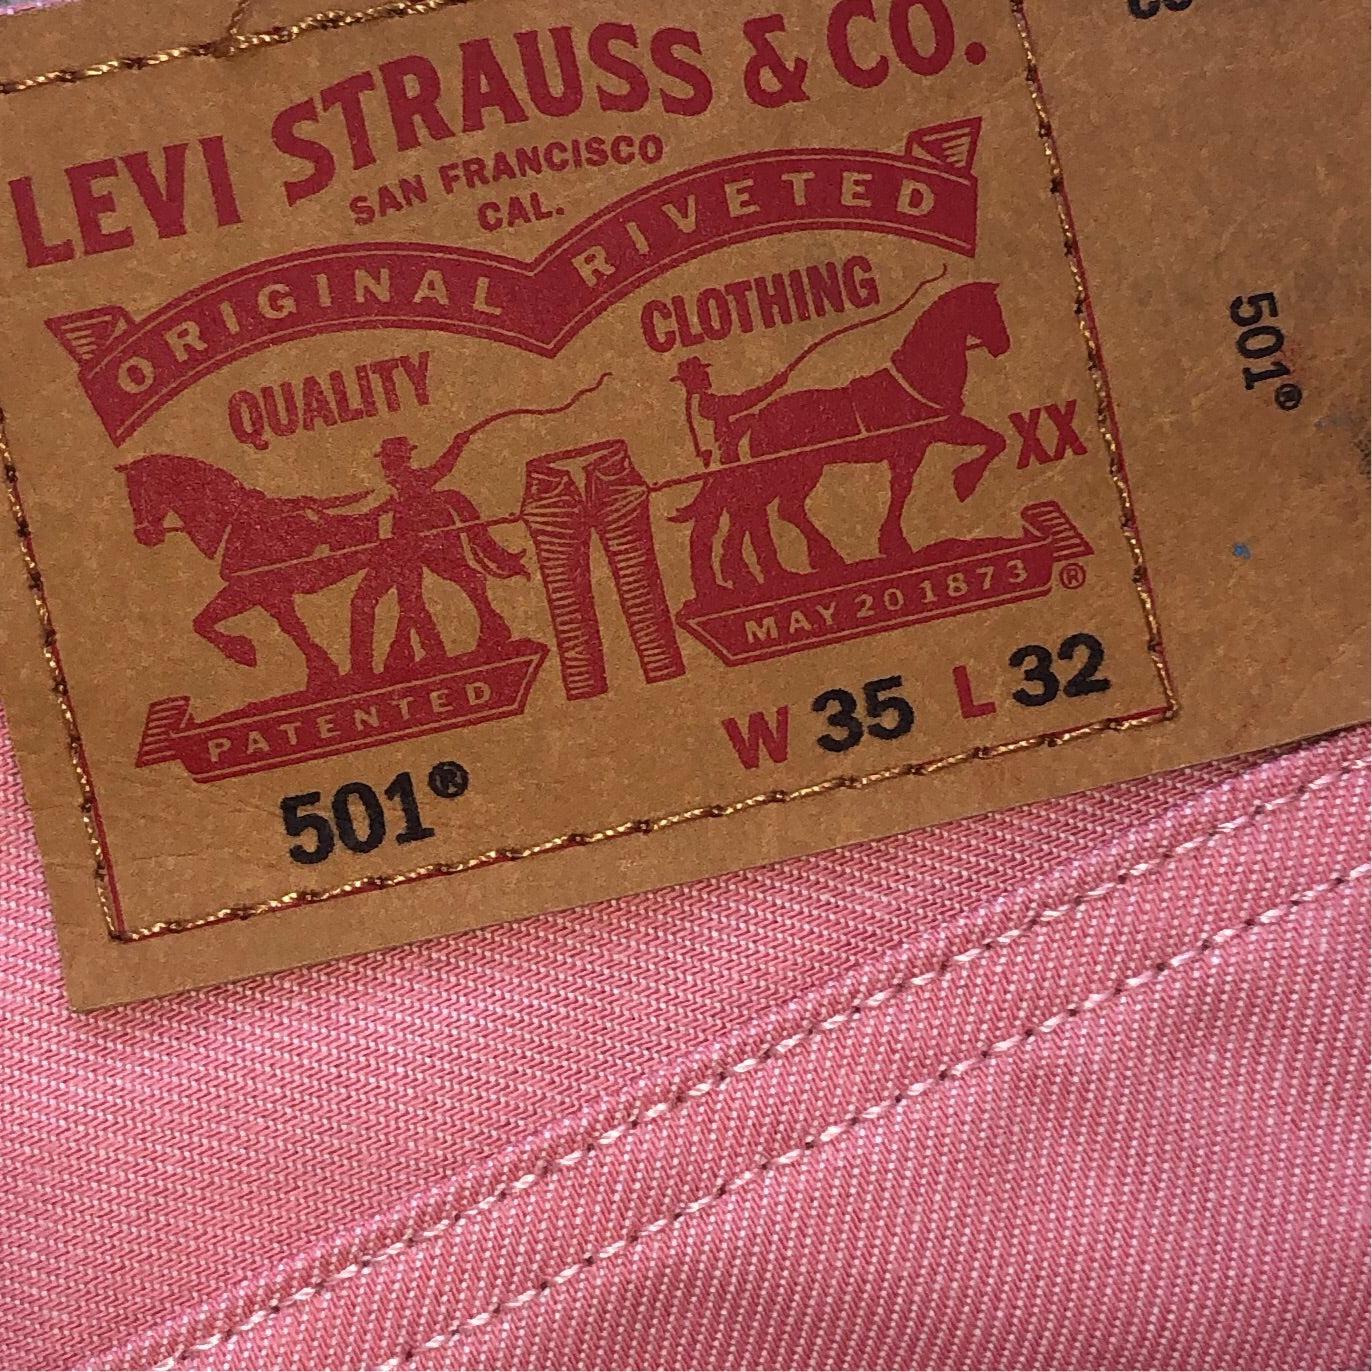 LEVI STRAUSS & CO.
SAN FRANCISCO
CAL.
ORIGINAL RIVETED
QUALITY
CLOTHING
XX
PATENTED
MAY 20 1873 ®
501®
W 35 L 32
501®